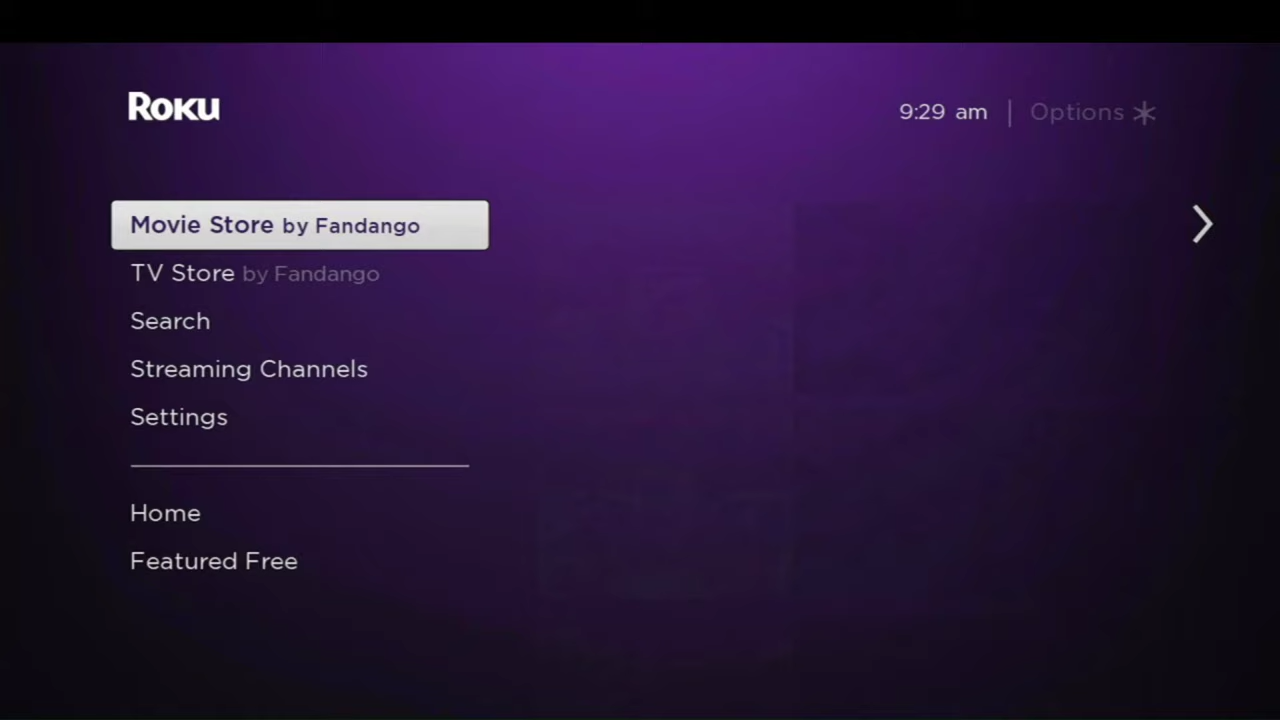 Roku
9:29 am | Options *
Movie Store by Fandango
TV Store by Fandango
Search
Streaming Channels
Settings
Home
Featured Free